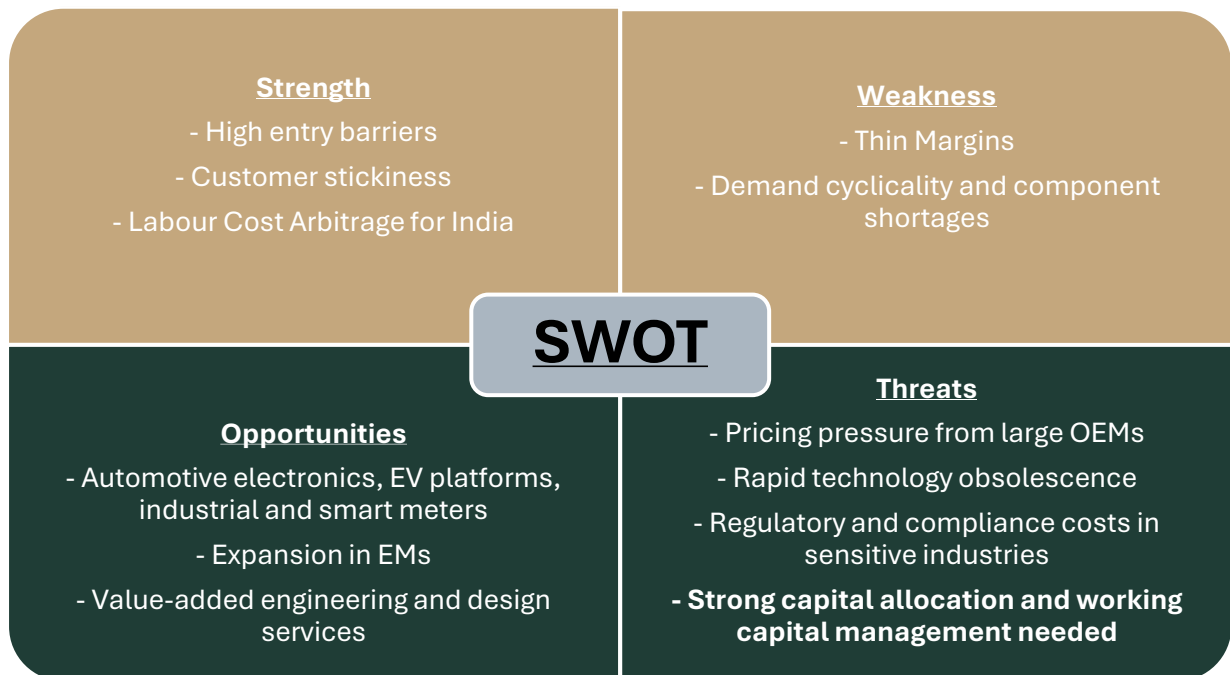 Strength
- High entry barriers
- Customer stickiness
- Labour Cost Arbitrage for India
Weakness
- Thin Margins
- Demand cyclicality and component
shortages
SWOT
Opportunities
- Automotive electronics, EV platforms,
industrial and smart meters
- Expansion in EMs
- Value-added engineering and design
services
Threats
- Pricing pressure from large OEMs
- Rapid technology obsolescence
- Regulatory and compliance costs in
sensitive industries
- Strong capital allocation and working
capital management needed